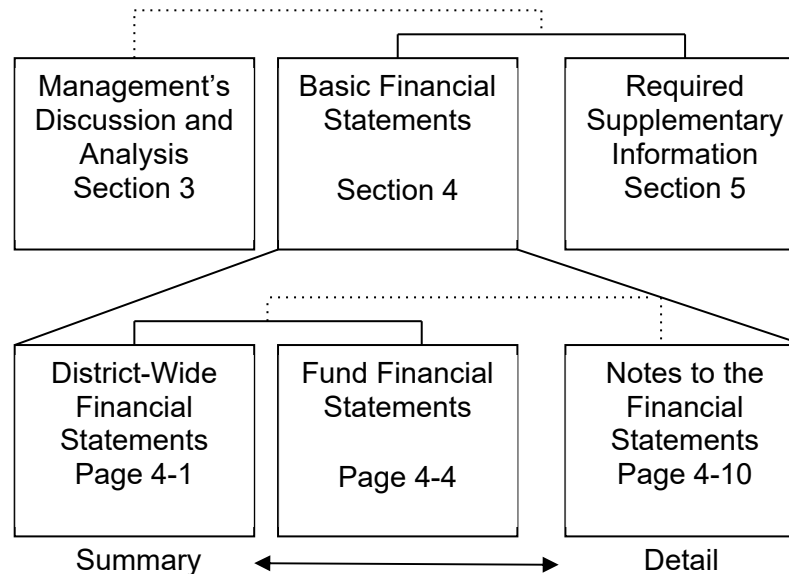 Management’s
Discussion and
Analysis
Section 3
Basic Financial
Statements
Section 4
Required
Supplementary
Information
Section 5
District-Wide
Financial
Statements
Page 4-1
Fund Financial
Statements
Page 4-4
Notes to the
Financial
Statements
Page 4-10
Summary
Detail